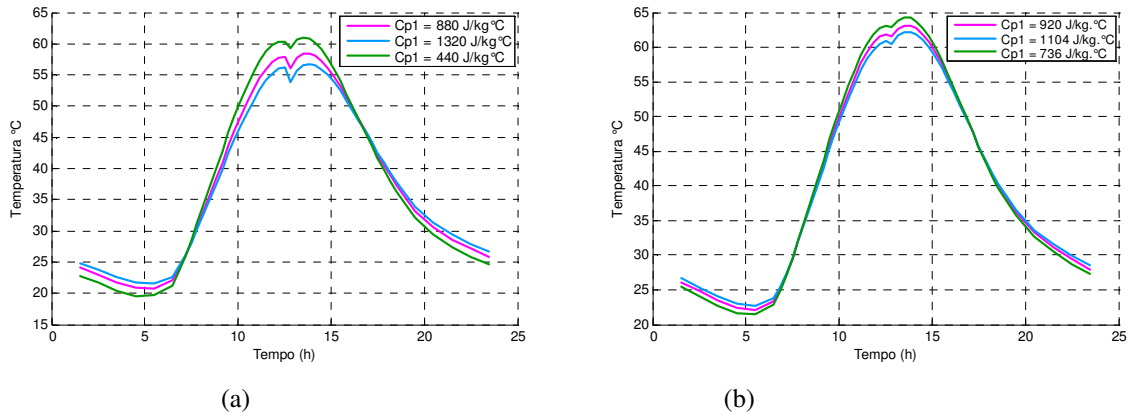 Cp1 = 880 J/kg°C
Cp1 = 1320 J/kg°C
Cp1 = 440 J/kg°C
65
60
55
50
45
40
35
30
25
20
15
Temperatura °C
0
5
10
15
20
25
Tempo (h)
(a)
Cp1 = 920 J/kg.°C
Cp1 = 1104 J/kg.°C
Cp1 = 736 J/kg.°C
65
60
55
50
45
40
35
30
25
20
Temperatura °C
0
5
10
15
20
25
Tempo (h)
(b)